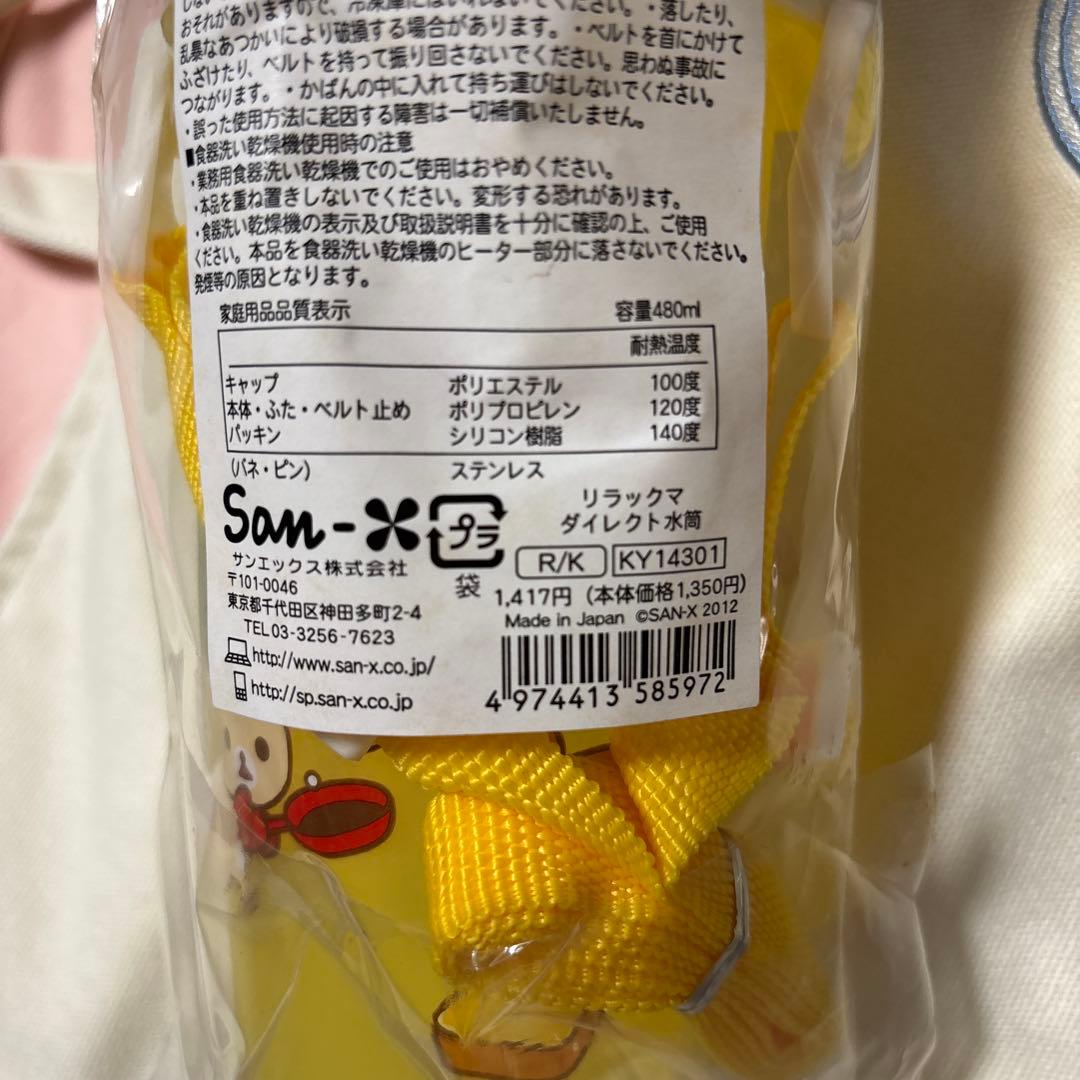 おそれがありますので、冷凍庫にはいれないでください。・落したり、
乱暴なあつかいにより破損する場合があります。・ベルトを首にかけて
ふざけたり、ベルトを持って振り回さないでください。思わぬ事故に
つながります。・かばんの中に入れて持ち運びはしないでください。
・誤った使用方法に起因する障害は一切補償いたしません。
■食器洗い乾燥機使用時の注意
・業務用食器洗い乾燥機でのご使用はおやめください。
・本品を重ね置きしないでください。変形する恐れがあります。
・食器洗い乾燥機の表示及び取扱説明書を十分に確認の上、ご使用
ください。本品を食器洗い乾燥機のヒーター部分に落さないでください。
発煙等の原因となります。
家庭用品品質表示 容量480ml
耐熱温度
キャップ ポリエステル 100度
本体・ふた・ベルト止め ポリプロピレン 120度
パッキン シリコン樹脂 140度
(バネ・ピン) ステンレス
San-X
プラ
袋
リラックマ
ダイレクト水筒
R/K KY14301
1,417円 (本体価格1,350円)
Made in Japan ©SAN-X 2012
サンエックス株式会社
〒101-0046
東京都千代田区神田多町2-4
TEL 03-3256-7623
http://www.san-x.co.jp/
http://sp.san-x.co.jp
4 974413 585972